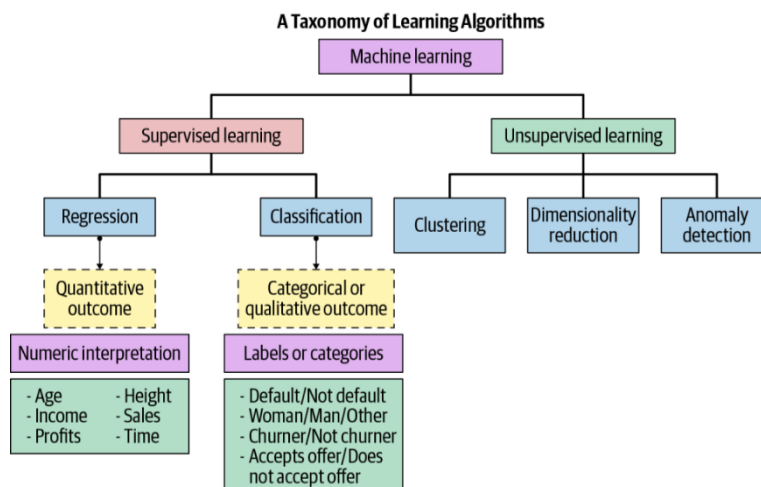 A Taxonomy of Learning Algorithms
Machine learning
Supervised learning
Unsupervised learning
Regression
Classification
Clustering
Dimensionality
reduction
Anomaly
detection
Quantitative
outcome
Categorical or
qualitative outcome
Numeric interpretation
Labels or categories
- Age
- Income
- Profits
- Height
- Sales
- Time
- Default/Not default
- Woman/Man/Other
- Churner/Not churner
- Accepts offer/Does
not accept offer